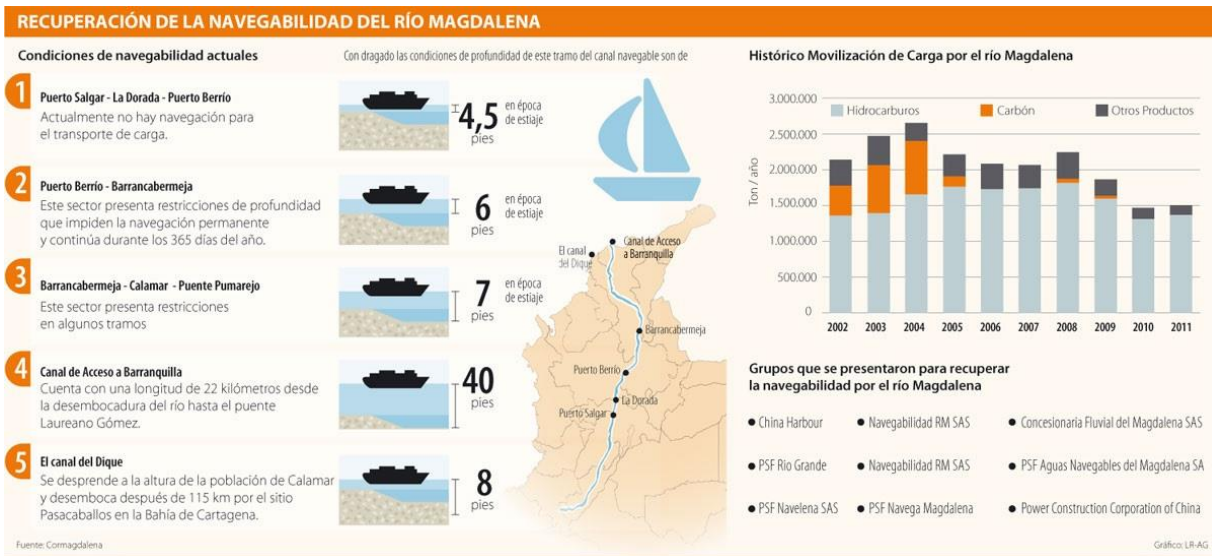 RECUPERACIÓN DE LA NAVEGABILIDAD DEL RÍO MAGDALENA
Condiciones de navegabilidad actuales
Con dragado las condiciones de profundidad de este tramo del canal navegable son de
1
Puerto Salgar - La Dorada - Puerto Berrío
Actualmente no hay navegación para
el transporte de carga.
4,5
pies
en época
de estiaje
2
Puerto Berrío - Barrancabermeja
Este sector presenta restricciones de profundidad
que impiden la navegación permanente
y continúa durante los 365 días del año.
6
pies
en época
de estiaje
3
Barrancabermeja - Calamar - Puente Pumarejo
Este sector presenta restricciones
en algunos tramos
7
pies
en época
de estiaje
4
Canal de Acceso a Barranquilla
Cuenta con una longitud de 22 kilómetros desde
la desembocadura del río hasta el puente
Laureano Gómez.
40
pies
5
El canal del Dique
Se desprende a la altura de la población de Calamar
y desemboca después de 115 km por el sitio
Pasacaballos en la Bahía de Cartagena.
8
pies
El canal
del Dique
Canal de Acceso
a Barranquilla
Barrancabermeja
Puerto Berrío
La Dorada
Puerto Salgar
Histórico Movilización de Carga por el río Magdalena
Hidrocarburos
Carbón
Otros Productos
Ton / año
3.000.000
2.500.000
2.000.000
1.500.000
1.000.000
500.000
0
2002 2003 2004 2005 2006 2007 2008 2009 2010 2011
Grupos que se presentaron para recuperar
la navegabilidad por el río Magdalena
• China Harbour • Navegabilidad RM SAS • Concesionaria Fluvial del Magdalena SAS
• PSF Río Grande • Navegabilidad RM SAS • PSF Aguas Navegables del Magdalena SA
• PSF Navelena SAS • PSF Navega Magdalena • Power Construction Corporation of China
Fuente: Cormagdalena
Gráfico: LR-AG